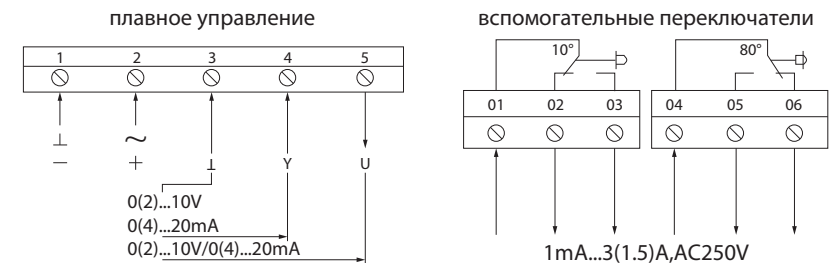 плавное управление
1 2 3 4 5
⊥ ~
− + ⊥ Y U
0(2)...10V
0(4)...20mA
0(2)...10V/0(4)...20mA
вспомогательные переключатели
10° 80°
01 02 03 04 05 06
1mA...3(1.5)A,AC250V